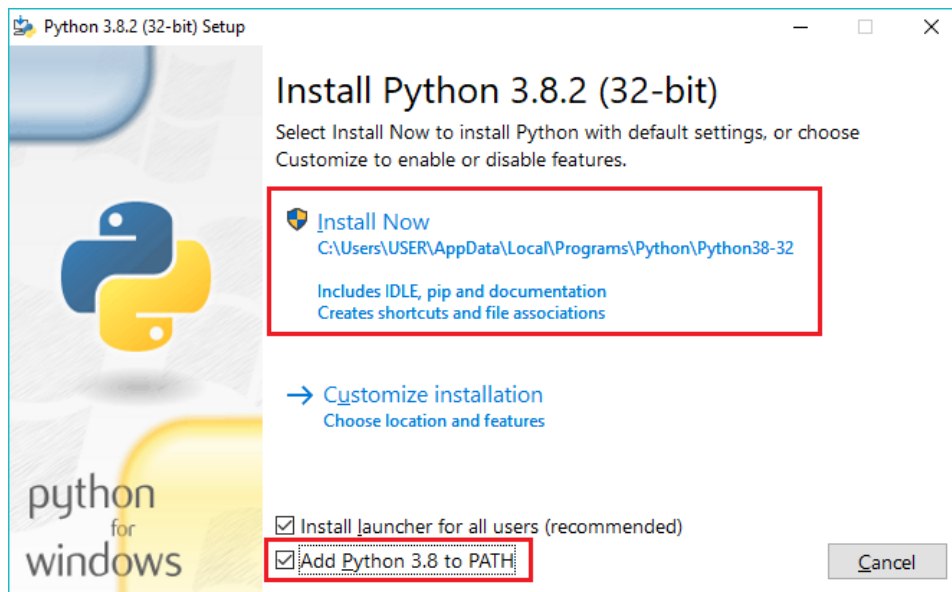 Python 3.8.2 (32-bit) Setup
Install Python 3.8.2 (32-bit)
Select Install Now to install Python with default settings, or choose
Customize to enable or disable features.
Install Now
C:\Users\USER\AppData\Local\Programs\Python\Python38-32
Includes IDLE, pip and documentation
Creates shortcuts and file associations
Customize installation
Choose location and features
python
for
windows
Install launcher for all users (recommended)
Add Python 3.8 to PATH
Cancel